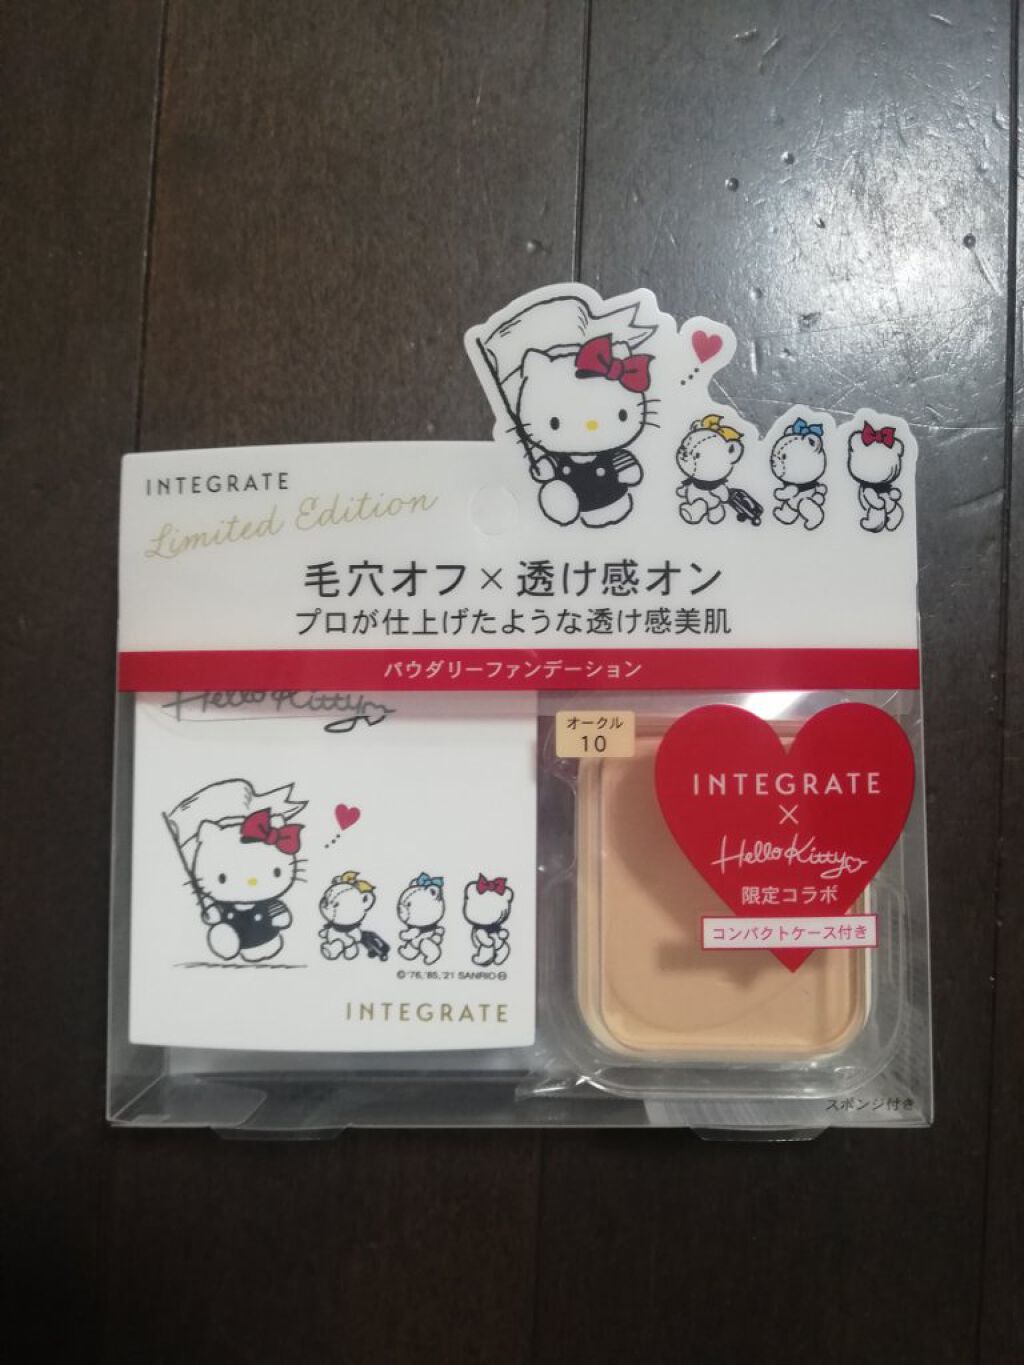 INTEGRATE
Limited Edition
毛穴オフ×透け感オン
プロが仕上げたような透け感美肌
パウダリーファンデーション
Hello Kitty
オークル
10
INTEGRATE
×
Hello Kitty
限定コラボ
コンパクトケース付き
©'76,'85,'21 SANRIO
INTEGRATE
スポンジ付き